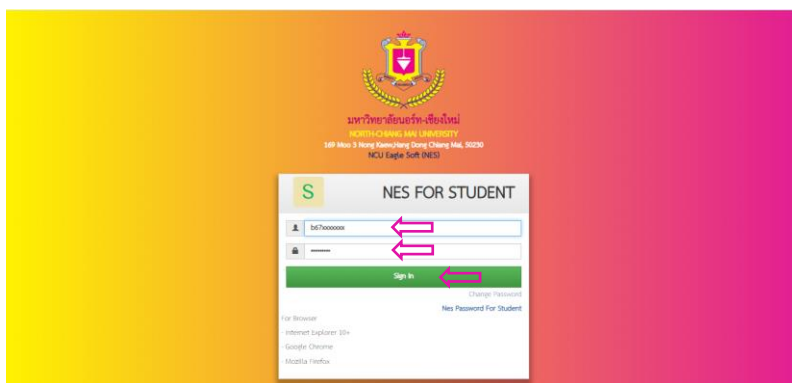 มหาวิทยาลัยนอร์ท-เชียงใหม่
NORTH-CHIANG MAI UNIVERSITY
169 Moo 3 Nong Kaew,Hang Dong Chiang Mai, 50230
NCU Eagle Soft (NES)
S NES FOR STUDENT
b67xxxxxxx
Sign In
Change Password
Nes Password For Student
For Browser
- Internet Explorer 10+
- Google Chrome
- Mozilla Firefox